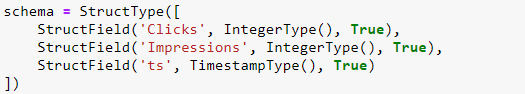 schema = StructType([
    StructField('Clicks', IntegerType(), True),
    StructField('Impressions', IntegerType(), True),
    StructField('ts', TimestampType(), True)
])